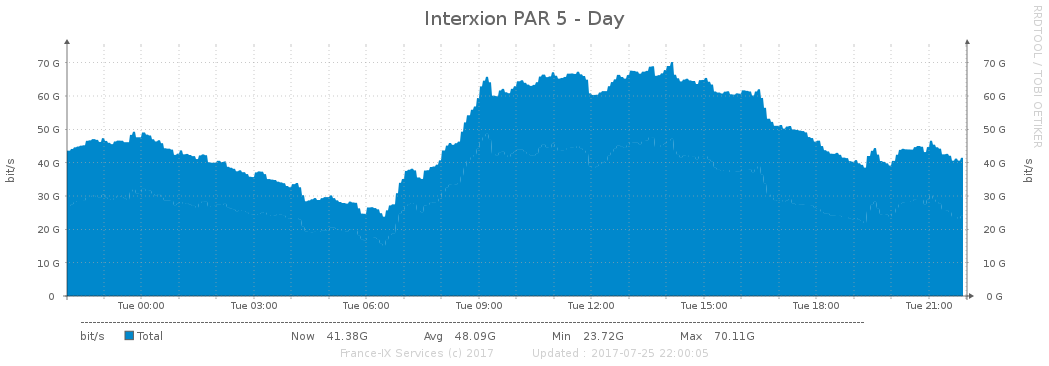 Interxion PAR 5 - Day
RRDTOOL / TOBI OETIKER
bit/s
70 G 70 G
60 G 60 G
50 G 50 G
40 G 40 G
30 G 30 G
20 G 20 G
10 G 10 G
0 0 G
bit/s
Tue 00:00 Tue 03:00 Tue 06:00 Tue 09:00 Tue 12:00 Tue 15:00 Tue 18:00 Tue 21:00
bit/s Total Now 41.38G Avg 48.09G Min 23.72G Max 70.11G
France-IX Services (c) 2017 Updated : 2017-07-25 22:00:05